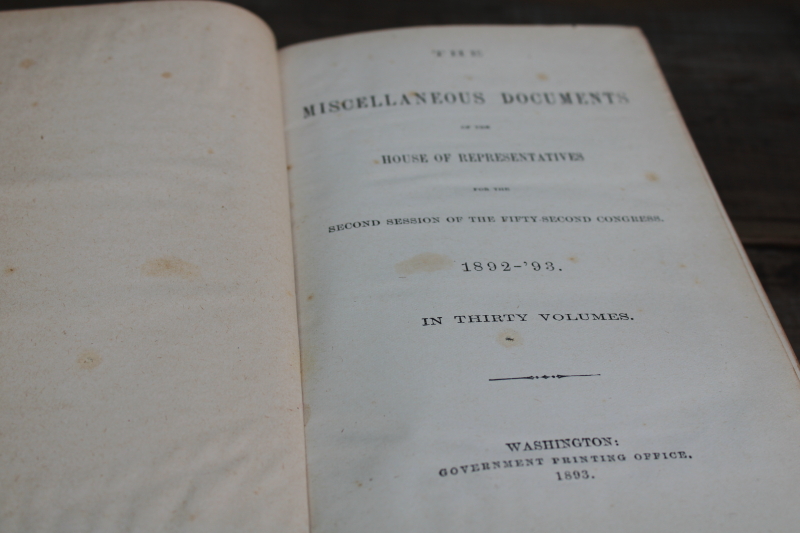 THE
MISCELLANEOUS DOCUMENTS
OF THE
HOUSE OF REPRESENTATIVES
FOR THE
SECOND SESSION OF THE FIFTY-SECOND CONGRESS.
1892-'93.
IN THIRTY VOLUMES.
WASHINGTON:
GOVERNMENT PRINTING OFFICE.
1893.